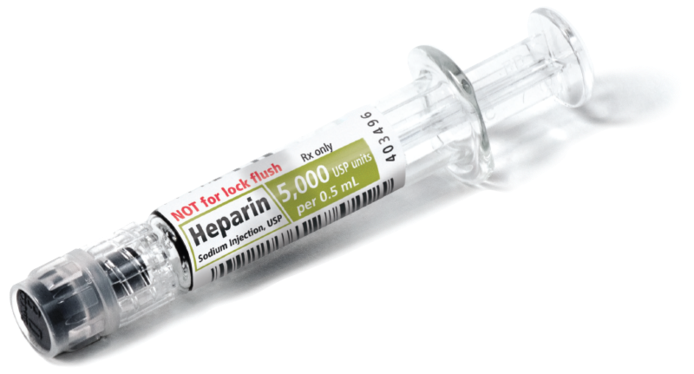 NOT for lock flush
Rx only
Heparin
Sodium Injection, USP
5,000 USP units
per 0.5 mL
403496